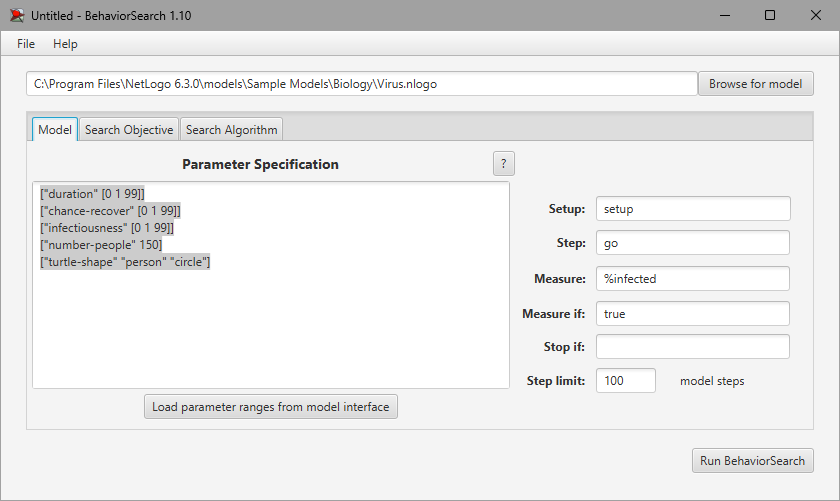 Untitled - BehaviorSearch 1.10
File Help
C:\Program Files\NetLogo 6.3.0\models\Sample Models\Biology\Virus.nlogo
Browse for model
Model Search Objective Search Algorithm
Parameter Specification
?
["duration" [0 1 99]]
["chance-recover" [0 1 99]]
["infectiousness" [0 1 99]]
["number-people" 150]
["turtle-shape" "person" "circle"]
Load parameter ranges from model interface
Setup: setup
Step: go
Measure: %infected
Measure if: true
Stop if:
Step limit: 100 model steps
Run BehaviorSearch